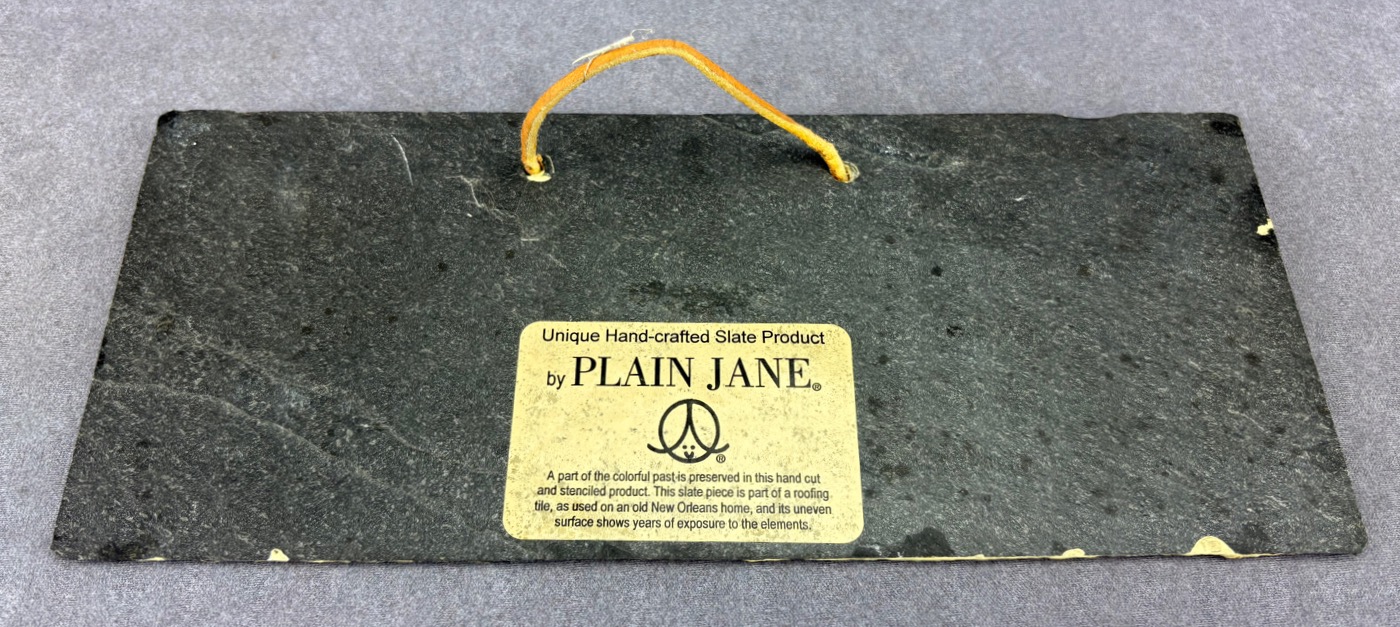 Unique Hand-crafted Slate Product
by PLAIN JANE®
®
A part of the colorful past is preserved in this hand cut
and stenciled product. This slate piece is part of a roofing
tile, as used on an old New Orleans home, and its uneven
surface shows years of exposure to the elements.